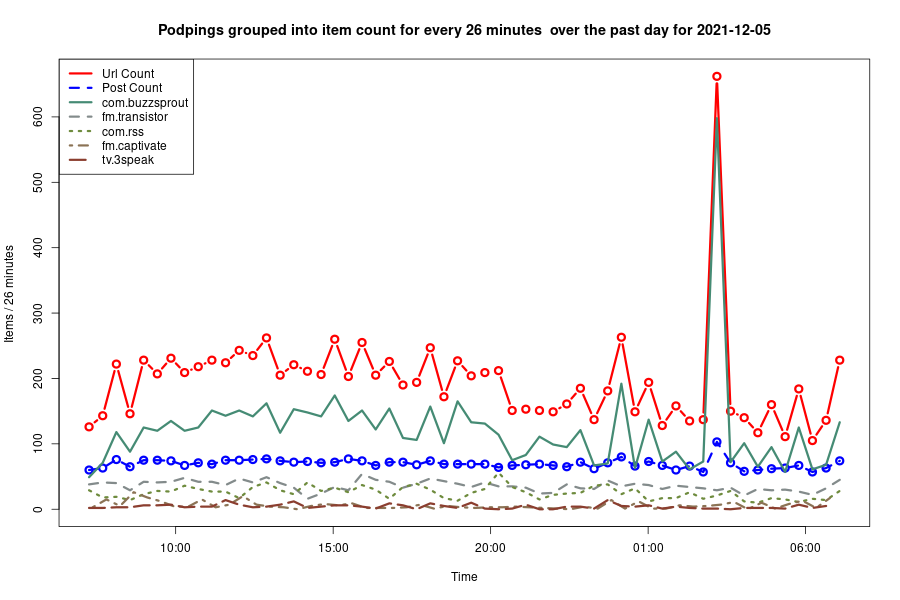 Podpings grouped into item count for every 26 minutes  over the past day for 2021-12-05
Url Count
Post Count
com.buzzsprout
fm.transistor
com.rss
fm.captivate
tv.3speak
Items / 26 minutes
600
500
400
300
200
100
0
10:00
15:00
20:00
01:00
06:00
Time